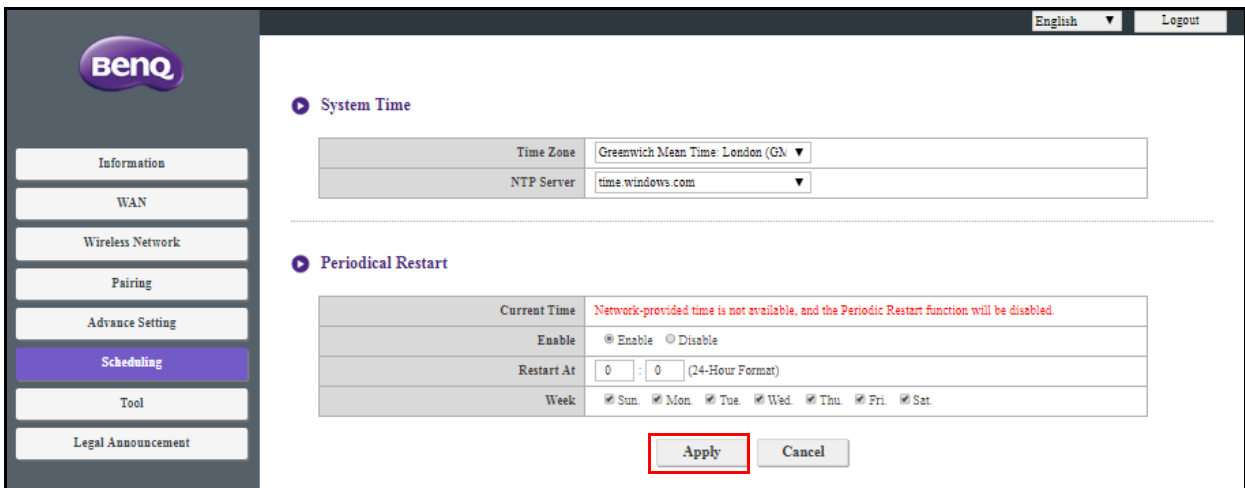 English ▼ Logout
BenQ
System Time
Time Zone Greenwich Mean Time: London (GM ▼
NTP Server time.windows.com ▼
Information
WAN
Wireless Network
Pairing
Advance Setting
Scheduling
Tool
Legal Announcement
Periodical Restart
Current Time Network-provided time is not available, and the Periodic Restart function will be disabled.
Enable Enable Disable
Restart At 0 : 0 (24-Hour Format)
Week Sun. Mon. Tue. Wed. Thu. Fri. Sat.
Apply Cancel